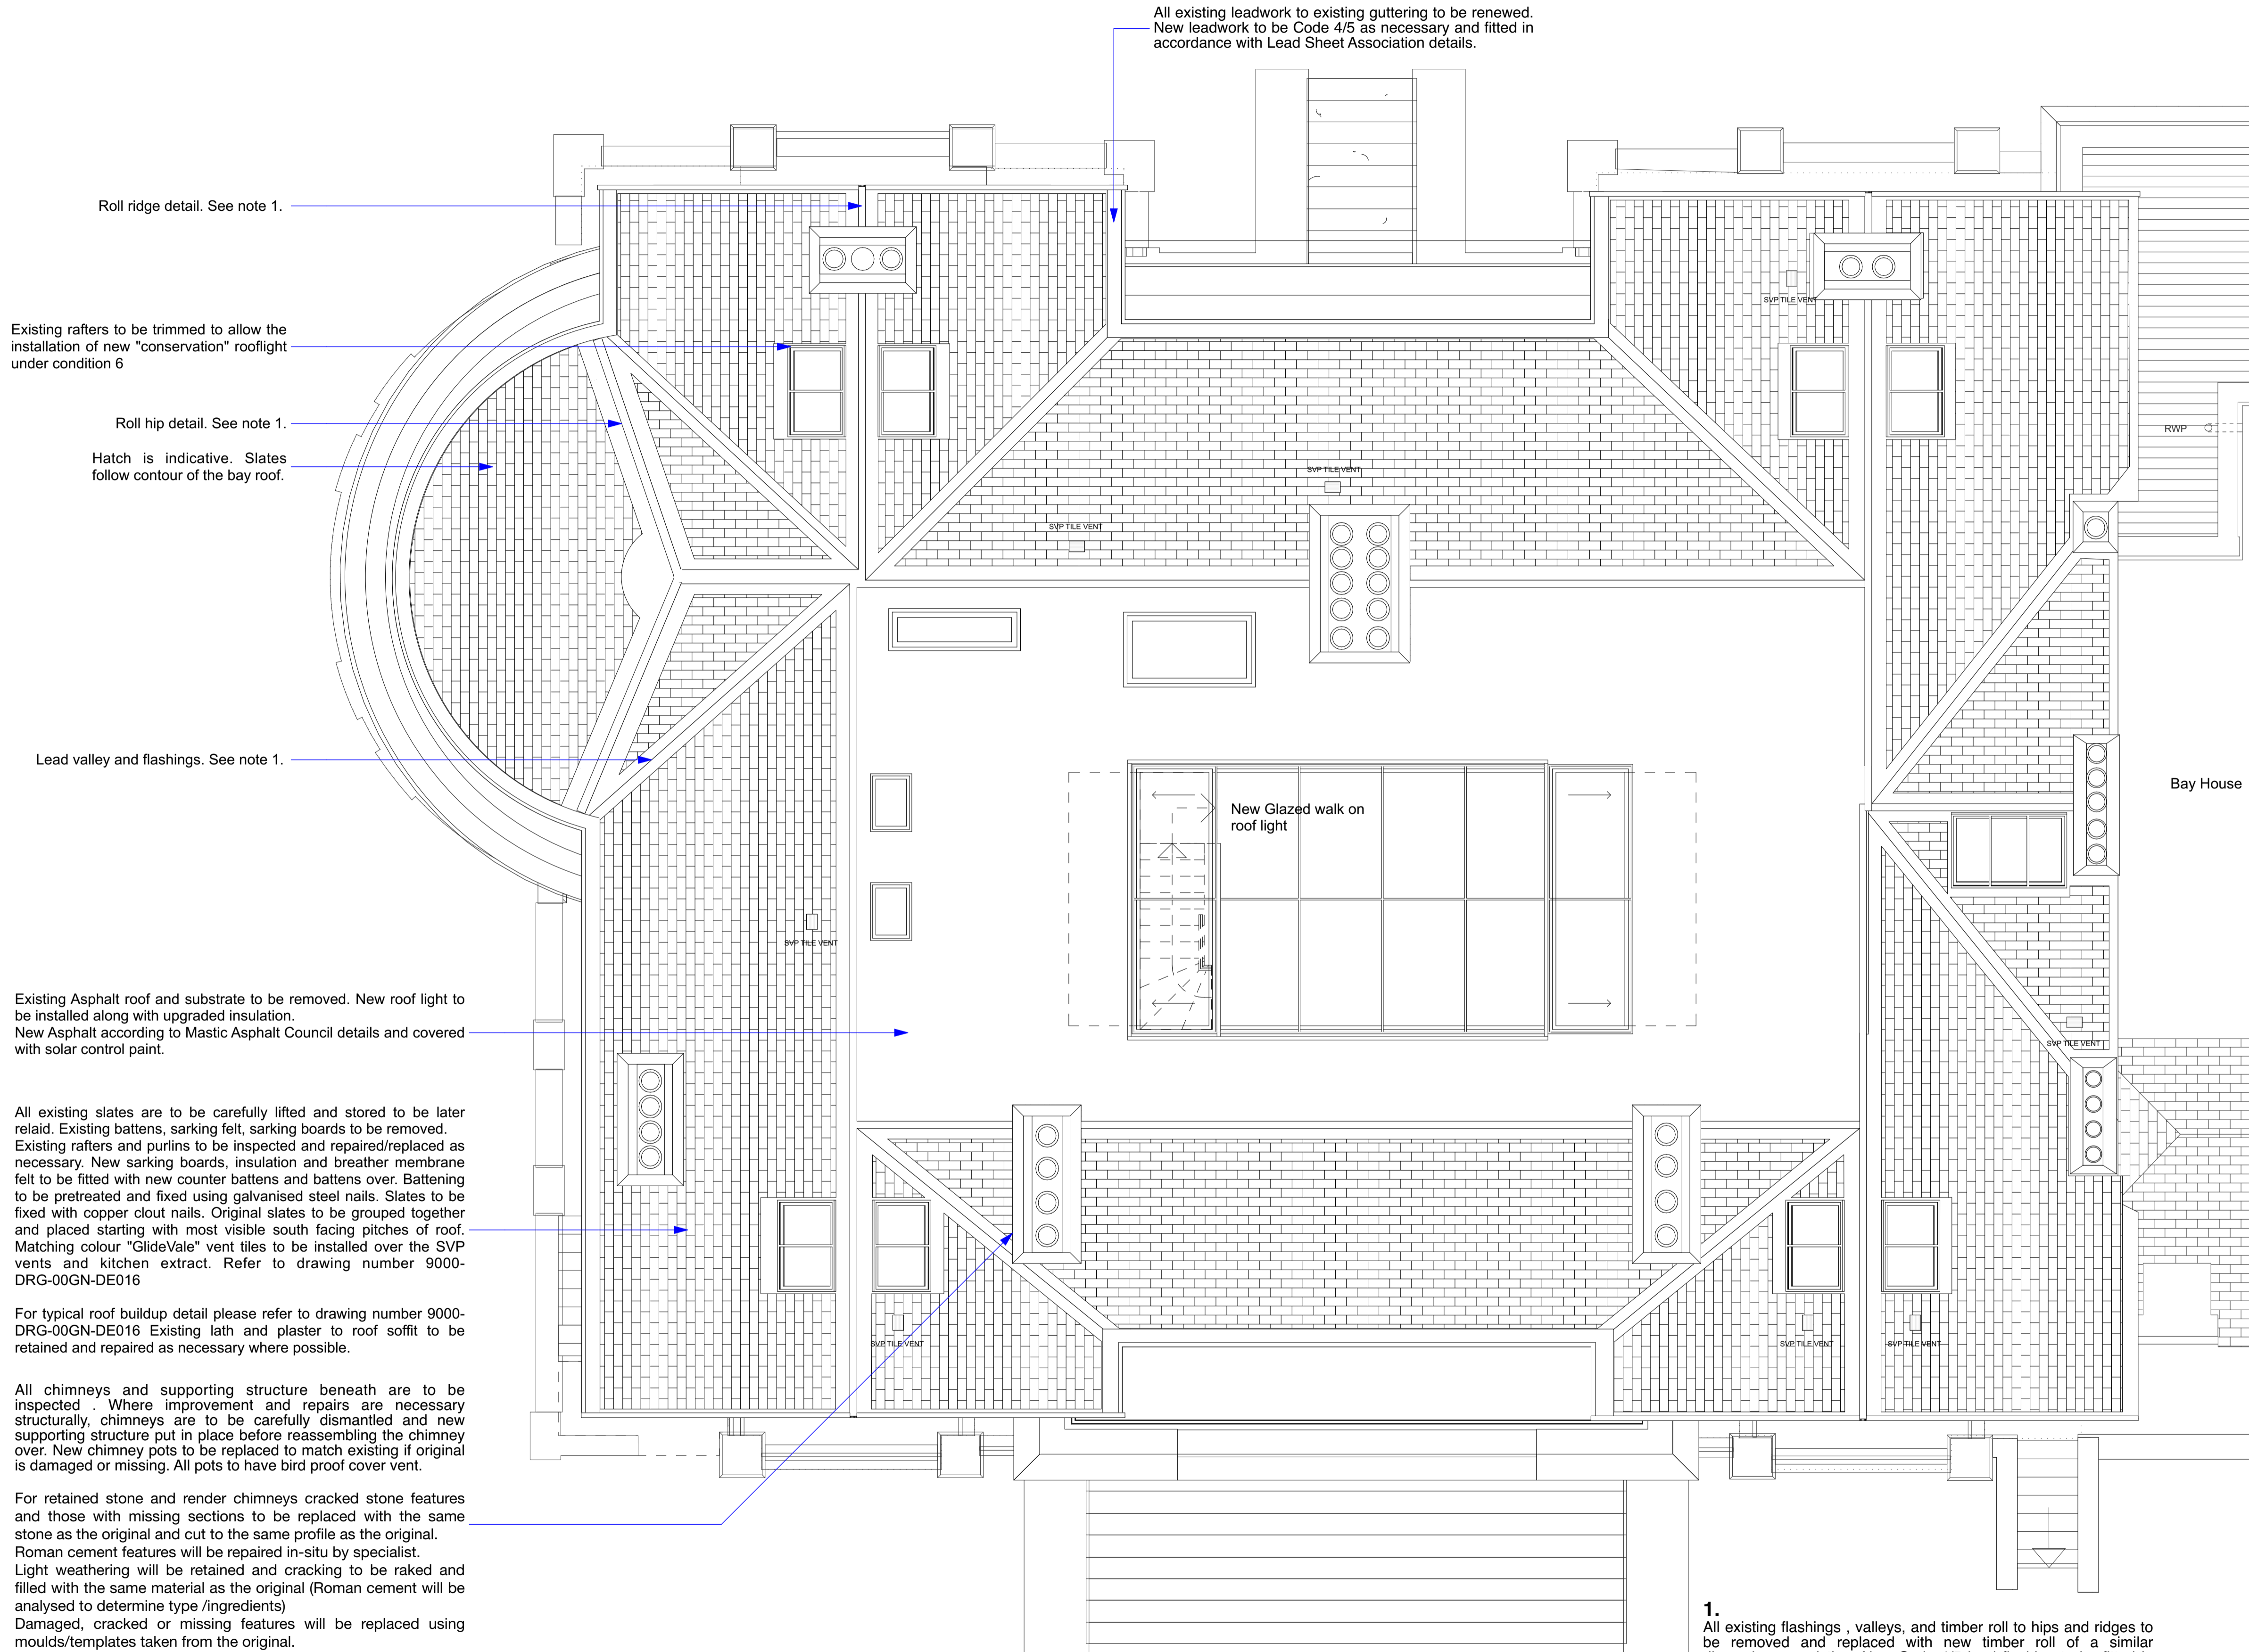 All existing leadwork to existing guttering to be renewed.
New leadwork to be Code 4/5 as necessary and fitted in
accordance with Lead Sheet Association details.
Roll ridge detail. See note 1.
SVP TILE VENT
Existing rafters to be trimmed to allow the
installation of new "conservation" rooflight
under condition 6
Roll hip detail. See note 1.
RWP
Hatch is indicative. Slates
follow contour of the bay roof.
SVP TILE VENT
SVP TILE VENT
Lead valley and flashings. See note 1.
Bay House
New Glazed walk on
roof light
SVP TILE VENT
Existing Asphalt roof and substrate to be removed. New roof light to
be installed along with upgraded insulation.
New Asphalt according to Mastic Asphalt Council details and covered
with solar control paint.
SVP TILE VENT
All existing slates are to be carefully lifted and stored to be later
relaid. Existing battens, sarking felt, sarking boards to be removed.
Existing rafters and purlins to be inspected and repaired/replaced as
necessary. New sarking boards, insulation and breather membrane
felt to be fitted with new counter battens and battens over. Battening
to be pretreated and fixed using galvanised steel nails. Slates to be
fixed with copper clout nails. Original slates to be grouped together
and placed starting with most visible south facing pitches of roof.
Matching colour "GlideVale" vent tiles to be installed over the SVP
vents and kitchen extract. Refer to drawing number 9000-
DRG-00GN-DE016
For typical roof buildup detail please refer to drawing number 9000-
DRG-00GN-DE016 Existing lath and plaster to roof soffit to be
retained and repaired as necessary where possible.
SVP TILE VENT
SVP TILE VENT
SVP TILE VENT
All chimneys and supporting structure beneath are to be
inspected . Where improvement and repairs are necessary
structurally, chimneys are to be carefully dismantled and new
supporting structure put in place before reassembling the chimney
over. New chimney pots to be replaced to match existing if original
is damaged or missing. All pots to have bird proof cover vent.
For retained stone and render chimneys cracked stone features
and those with missing sections to be replaced with the same
stone as the original and cut to the same profile as the original.
Roman cement features will be repaired in-situ by specialist.
Light weathering will be retained and cracking to be raked and
filled with the same material as the original (Roman cement will be
analysed to determine type /ingredients)
Damaged, cracked or missing features will be replaced using
moulds/templates taken from the original.
1.
All existing flashings , valleys, and timber roll to hips and ridges to
be removed and replaced with new timber roll of a similar